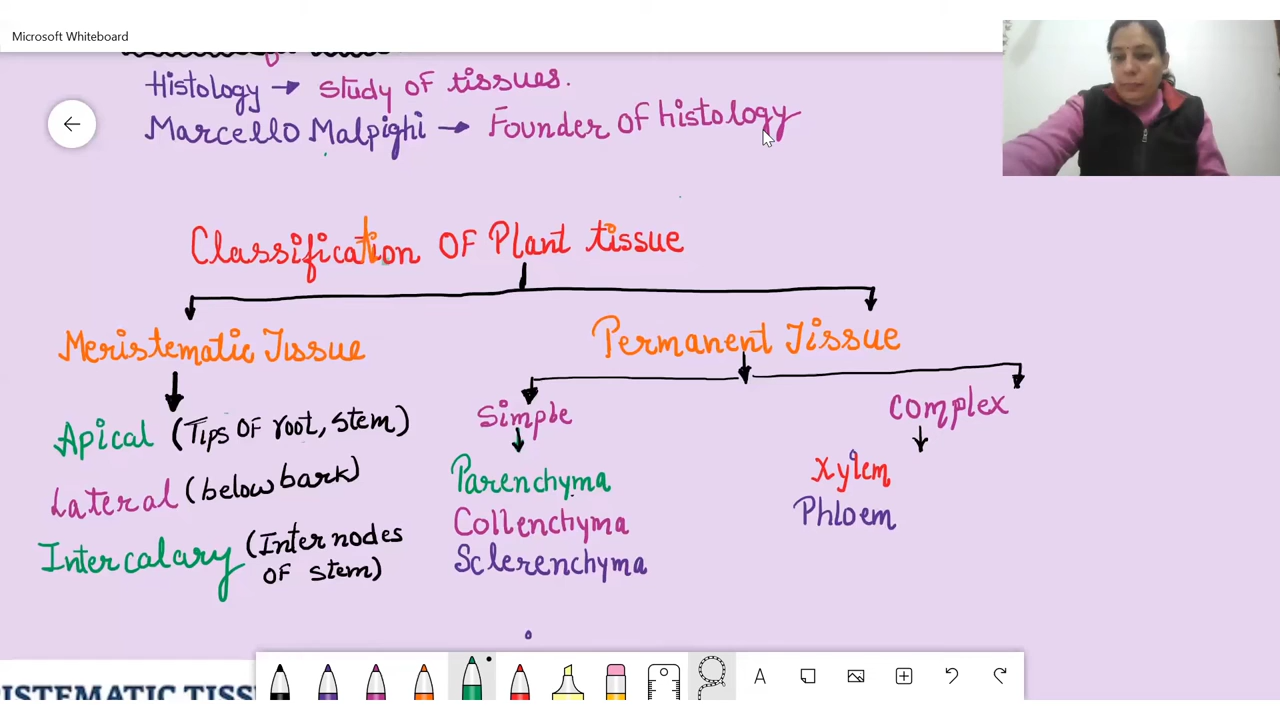 Microsoft Whiteboard
Histology → Study of tissues.
Marcello Malpighi → Founder of histology
Classification of Plant tissue
Meristematic Tissue
Permanent Tissue
Apical (Tips of root, stem)
Lateral (below bark)
Intercalary (Internodes of stem)
Simple
Parenchyma
Collenchyma
Sclerenchyma
Complex
Xylem
Phloem
A
ISTEMATIC TISS